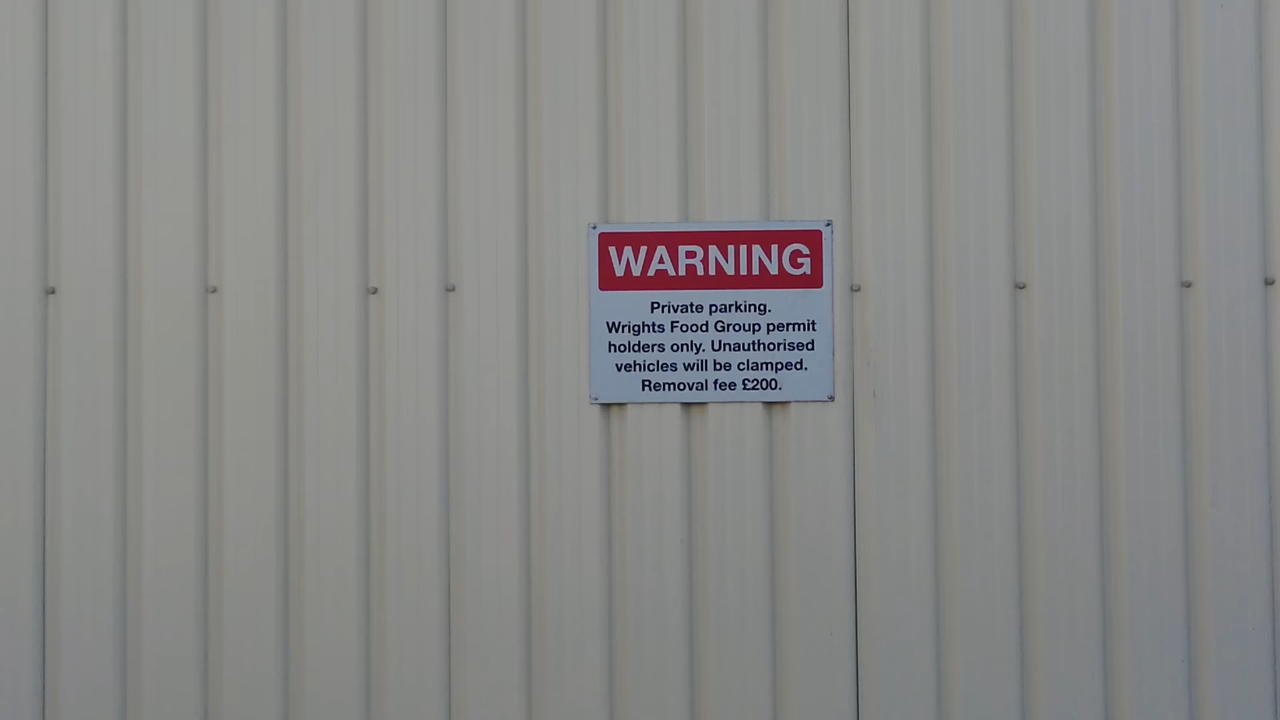 WARNING
Private parking.
Wrights Food Group permit
holders only. Unauthorised
vehicles will be clamped.
Removal fee £200.